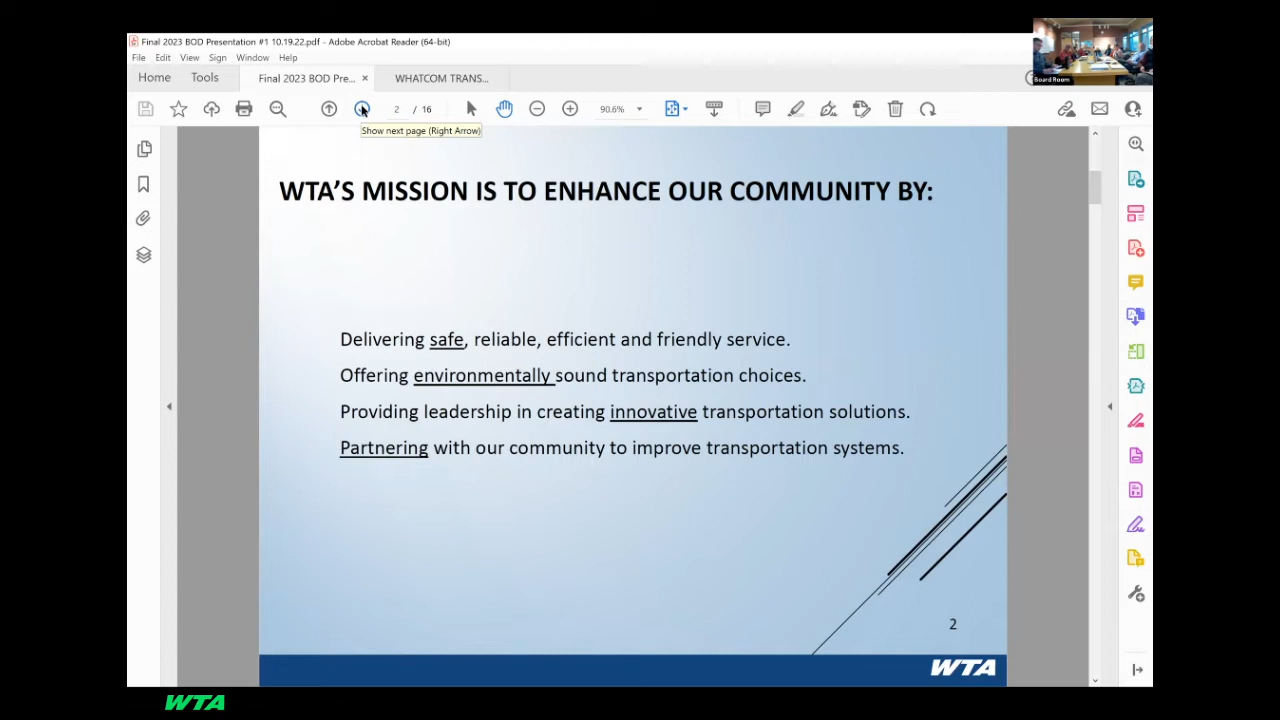 Final 2023 BOD Presentation #1 10.19.22.pdf - Adobe Acrobat Reader (64-bit)
File Edit View Sign Window Help
Home Tools Final 2023 BOD Pre... × WHATCOM TRANS...
2 / 16 90.6%
Show next page (Right Arrow)
Board Room
WTA'S MISSION IS TO ENHANCE OUR COMMUNITY BY:
Delivering safe, reliable, efficient and friendly service.
Offering environmentally sound transportation choices.
Providing leadership in creating innovative transportation solutions.
Partnering with our community to improve transportation systems.
2
WTA
WTA